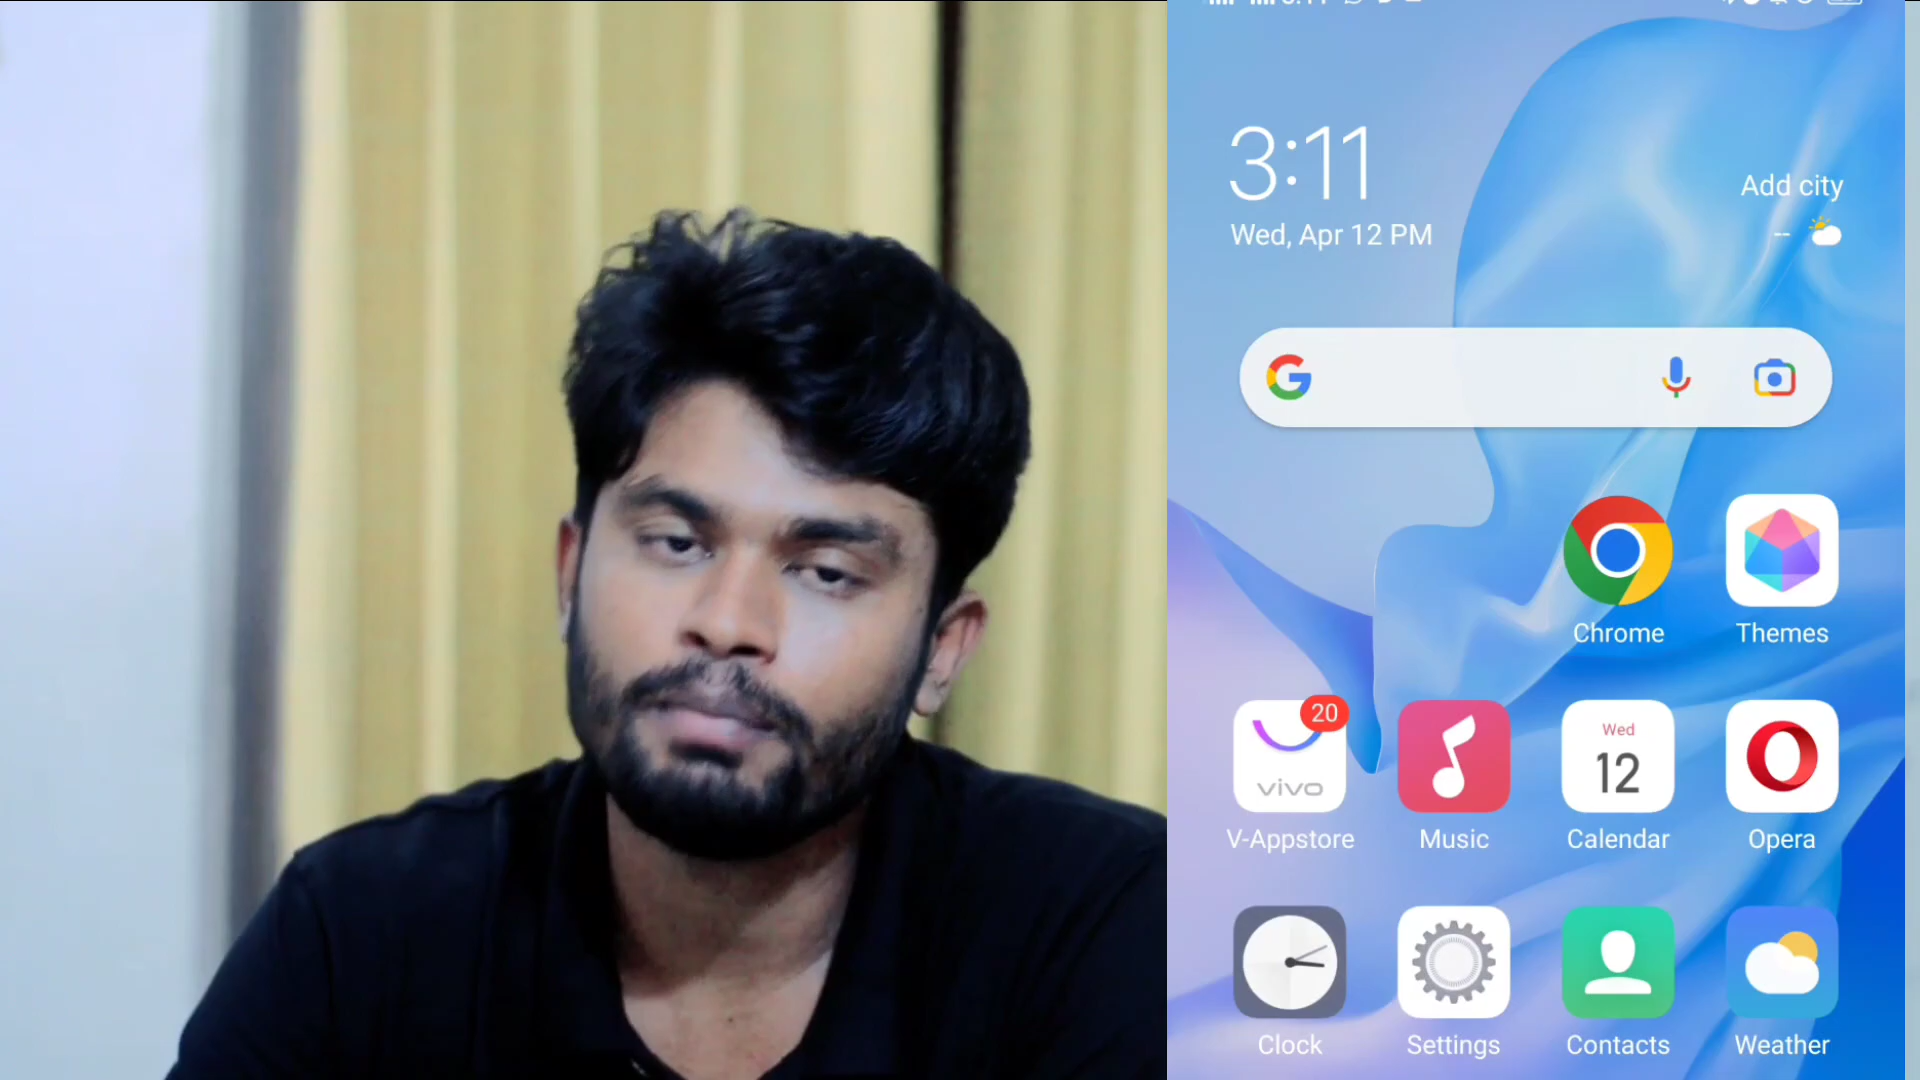 3:11
Add city
Wed, Apr 12 PM
--
Chrome
Themes
20
Wed
vivo
12
V-Appstore
Music
Calendar
Opera
Clock
Settings
Contacts
Weather